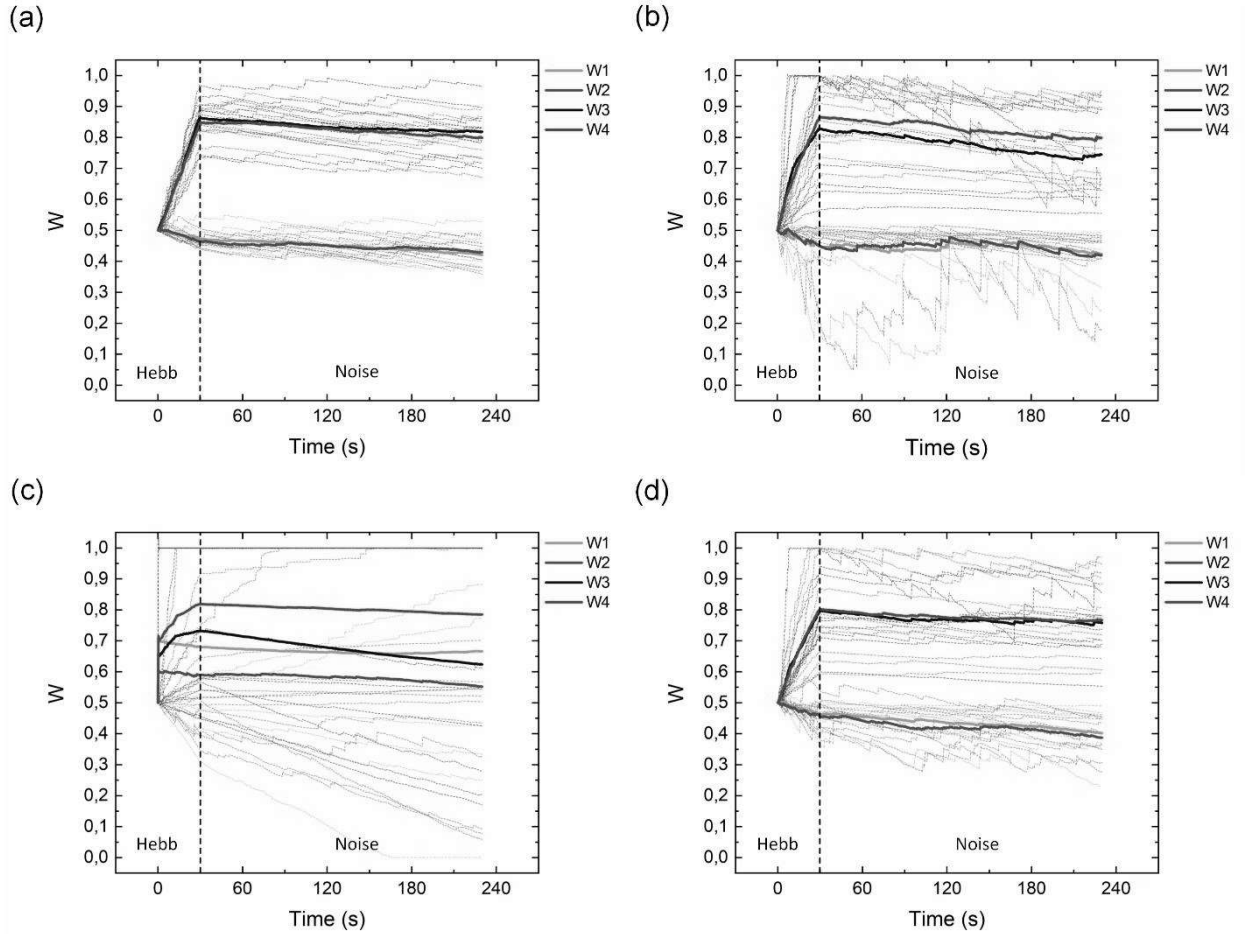 (a)
1,0
0,9
0,8
0,7
0,6
0,5
0,4
0,3
0,2
0,1
0,0
W
W1
W2
W3
W4
Hebb
Noise
0 60 120 180 240
Time (s)
(b)
1,0
0,9
0,8
0,7
0,6
0,5
0,4
0,3
0,2
0,1
0,0
W
W1
W2
W3
W4
Hebb
Noise
0 60 120 180 240
Time (s)
(c)
1,0
0,9
0,8
0,7
0,6
0,5
0,4
0,3
0,2
0,1
0,0
W
W1
W2
W3
W4
Hebb
Noise
0 60 120 180 240
Time (s)
(d)
1,0
0,9
0,8
0,7
0,6
0,5
0,4
0,3
0,2
0,1
0,0
W
W1
W2
W3
W4
Hebb
Noise
0 60 120 180 240
Time (s)